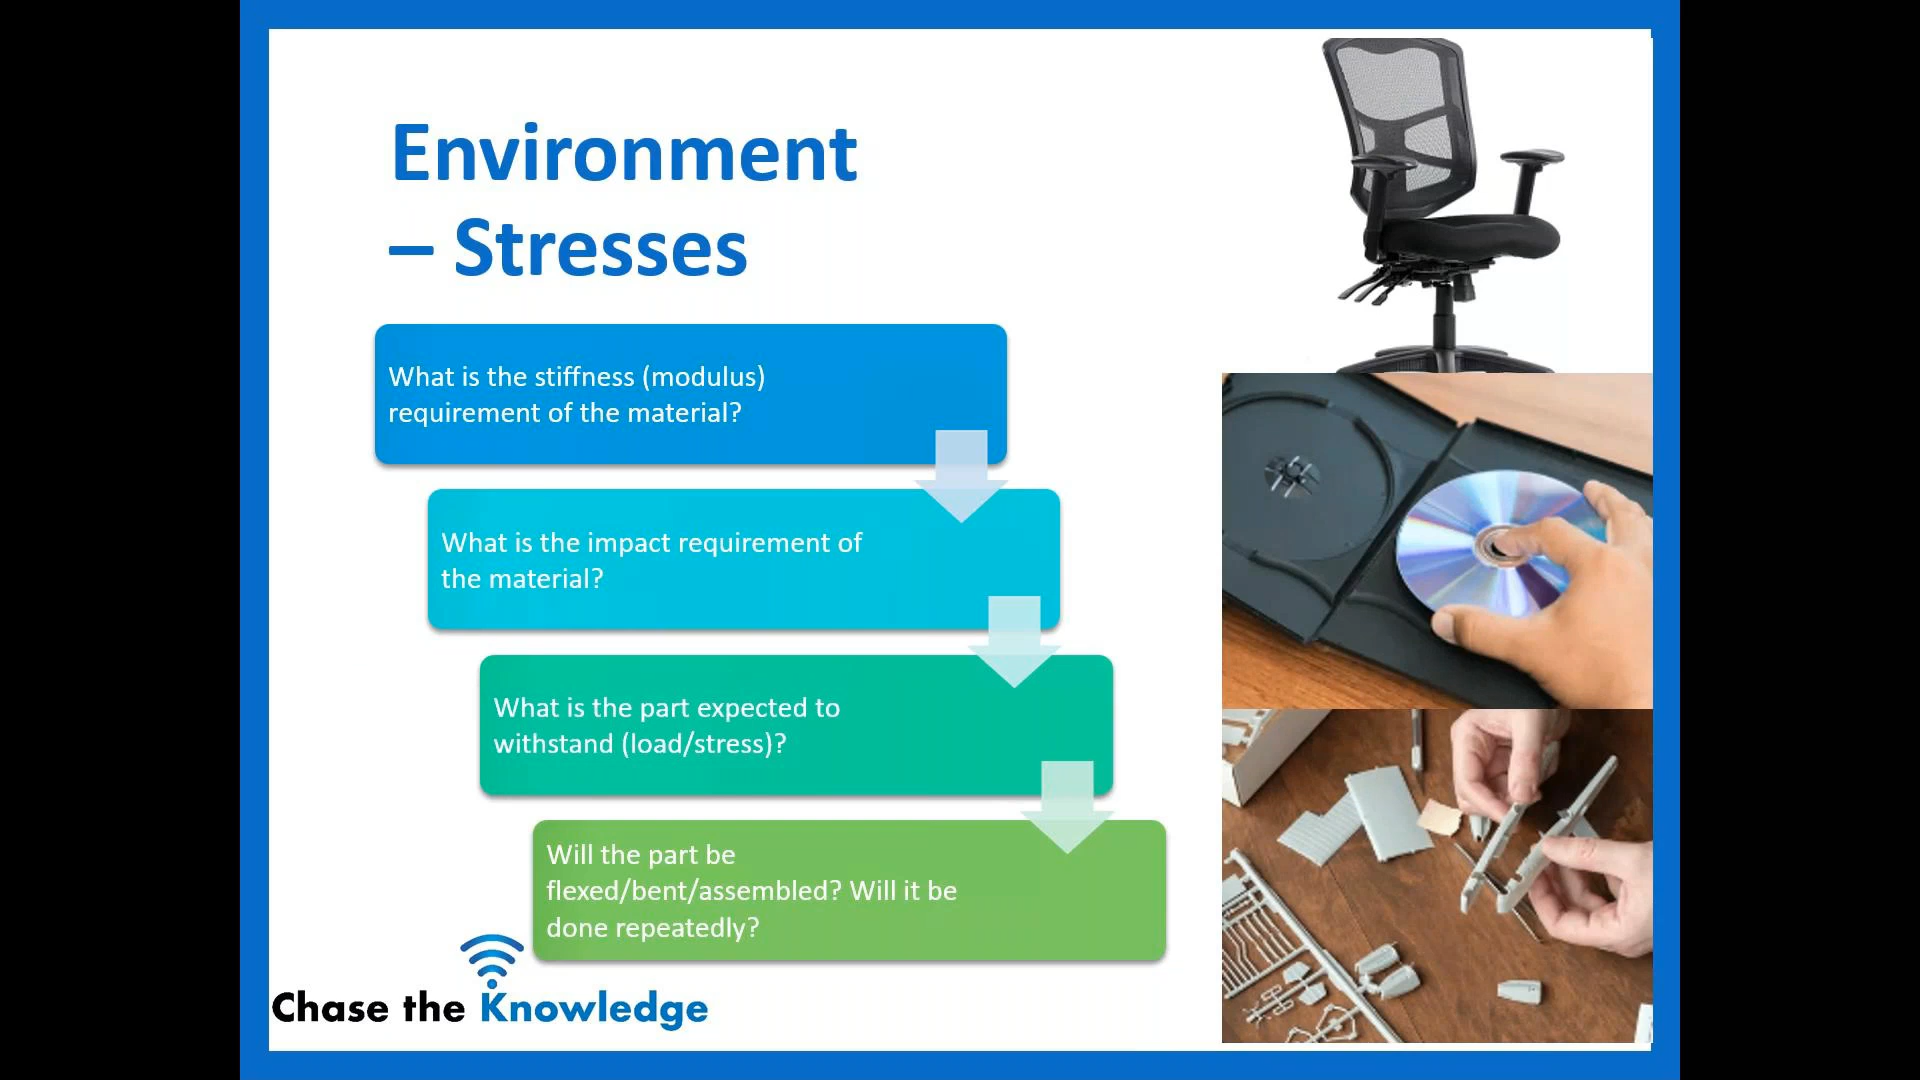 Environment
– Stresses
What is the stiffness (modulus)
requirement of the material?
What is the impact requirement of
the material?
What is the part expected to
withstand (load/stress)?
Will the part be
flexed/bent/assembled? Will it be
done repeatedly?
Chase the Knowledge